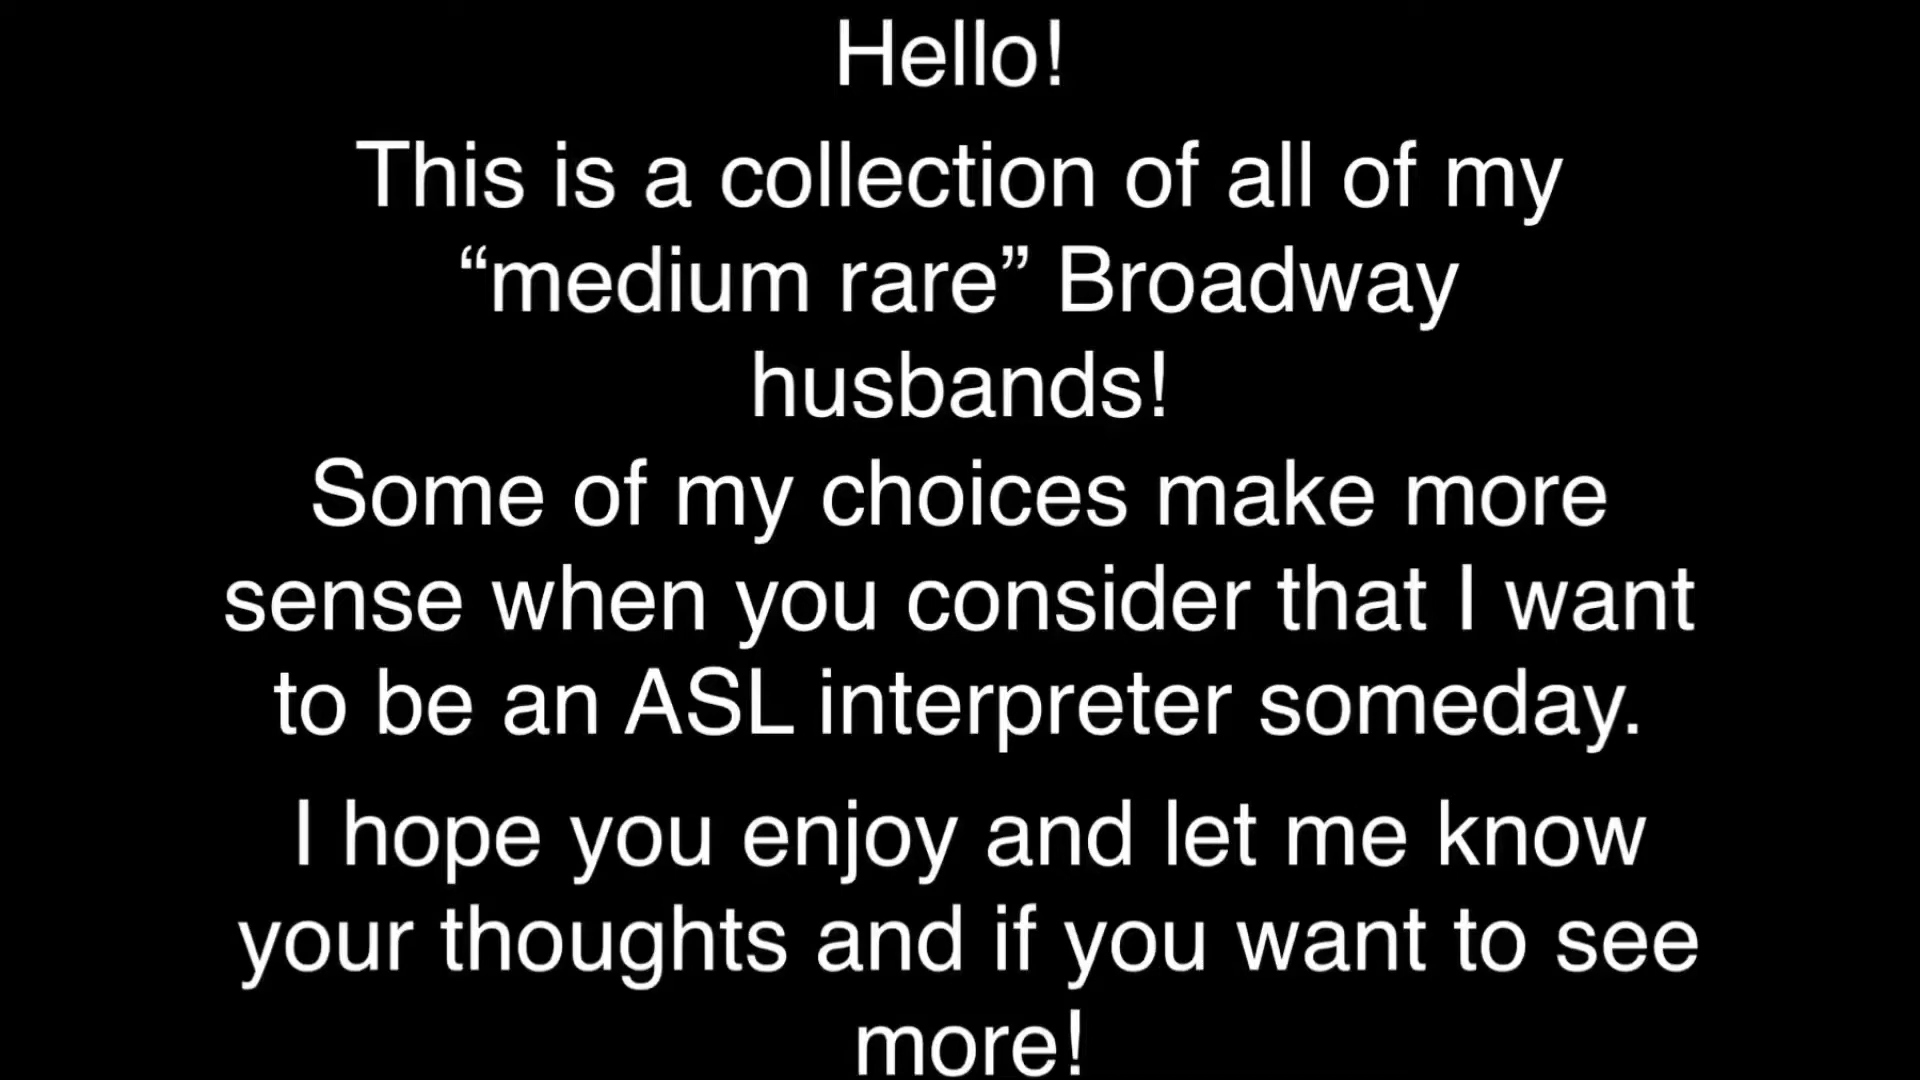 Hello!
This is a collection of all of my
“medium rare” Broadway
husbands!
Some of my choices make more
sense when you consider that I want
to be an ASL interpreter someday.
I hope you enjoy and let me know
your thoughts and if you want to see
more!